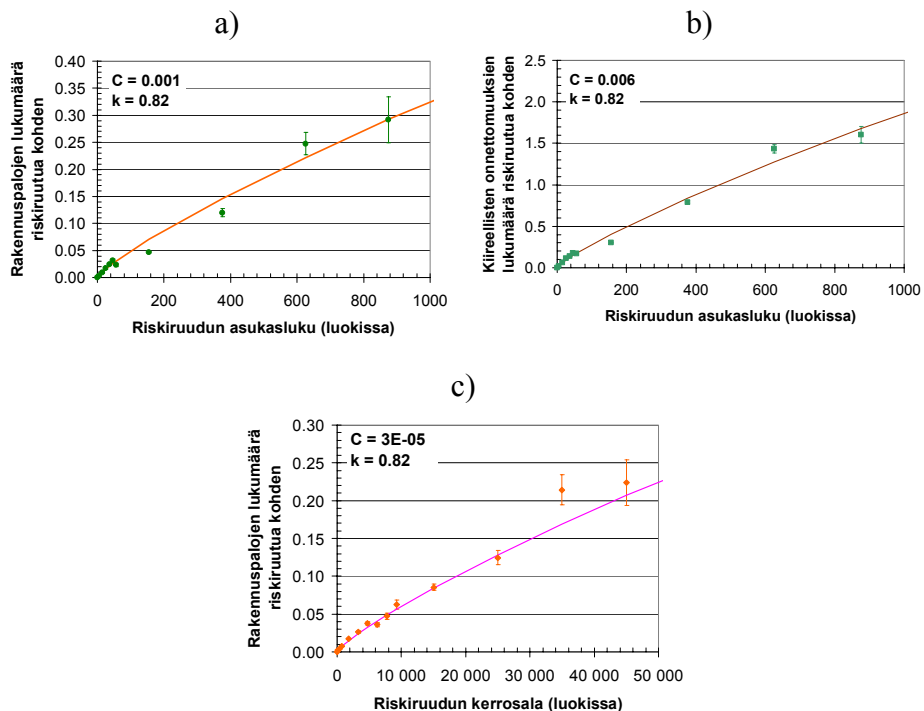 a)
C = 0.001
k = 0.82
Rakennuspalojen lukumäärä
riskiruutua kohden
0.40
0.35
0.30
0.25
0.20
0.15
0.10
0.05
0.00
0 200 400 600 800 1000
Riskiruudun asukasluku (luokissa)
b)
C = 0.006
k = 0.82
Kiireellisten onnettomuuksien
lukumäärä riskiruutua kohden
2.5
2.0
1.5
1.0
0.5
0.0
0 200 400 600 800 1000
Riskiruudun asukasluku (luokissa)
c)
C = 3E-05
k = 0.82
Rakennuspalojen lukumäärä
riskiruutua kohden
0.30
0.25
0.20
0.15
0.10
0.05
0.00
0 10 000 20 000 30 000 40 000 50 000
Riskiruudun kerrosala (luokissa)